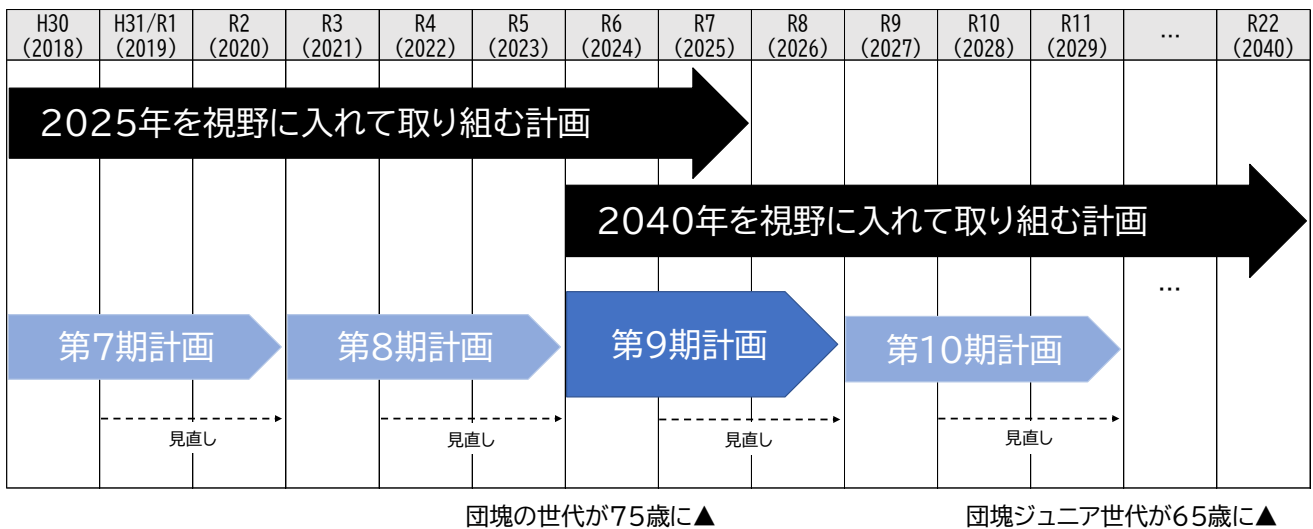 H30 H31/R1 R2 R3 R4 R5 R6 R7 R8 R9 R10 R11 … R22
(2018) (2019) (2020) (2021) (2022) (2023) (2024) (2025) (2026) (2027) (2028) (2029) (2040)
2025年を視野に入れて取り組む計画
2040年を視野に入れて取り組む計画
…
第7期計画 第8期計画 第9期計画 第10期計画
見直し 見直し 見直し 見直し
団塊の世代が75歳に▲ 団塊ジュニア世代が65歳に▲